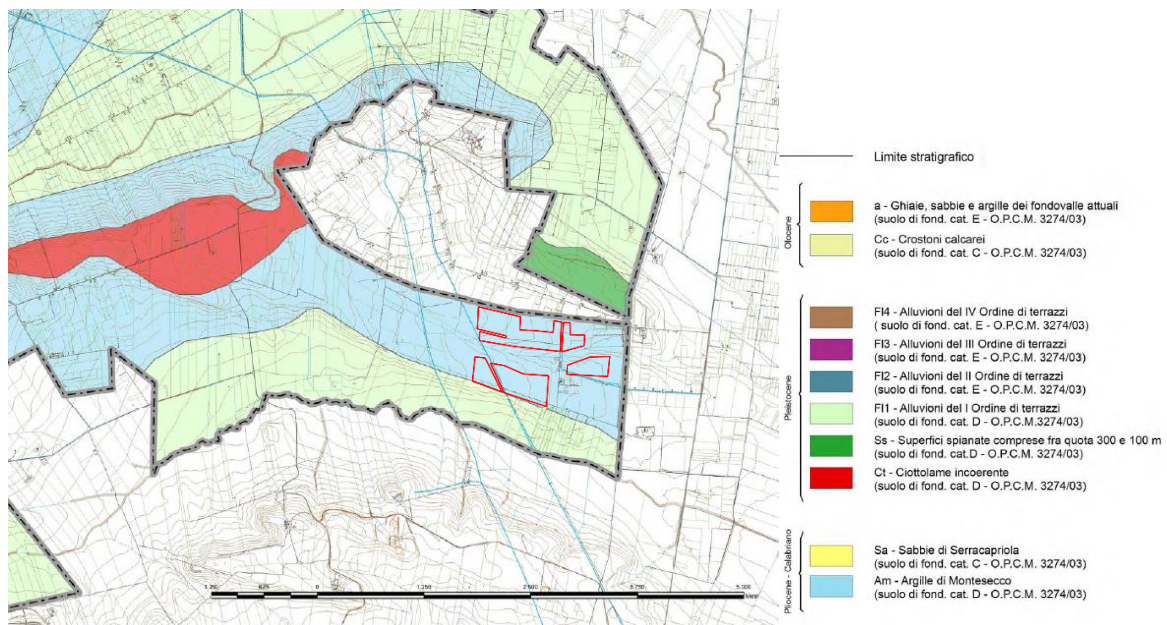 Limite stratigrafico
Olocene
a - Ghiaie, sabbie e argille dei fondovalle attuali
(suolo di fond. cat. E - O.P.C.M. 3274/03)
Cc - Crostoni calcarei
(suolo di fond. cat. C - O.P.C.M. 3274/03)
Pleistocene
Fl4 - Alluvioni del IV Ordine di terrazzi
( suolo di fond. cat. E - O.P.C.M. 3274/03)
Fl3 - Alluvioni del III Ordine di terrazzi
(suolo di fond. cat. E - O.P.C.M. 3274/03)
Fl2 - Alluvioni del II Ordine di terrazzi
(suolo di fond. cat. E - O.P.C.M. 3274/03)
Fl1 - Alluvioni del I Ordine di terrazzi
(suolo di fond. cat. D - O.P.C.M. 3274/03)
Ss - Superfici spianate comprese fra quota 300 e 100 m
(suolo di fond. cat.D - O.P.C.M. 3274/03)
Ct - Ciottolame incoerente
(suolo di fond. cat. D - O.P.C.M. 3274/03)
Pliocene - Calabriano
Sa - Sabbie di Serracapriola
(suolo di fond. cat. C - O.P.C.M. 3274/03)
Am - Argille di Montesecco
(suolo di fond. cat. D - O.P.C.M. 3274/03)
1.250 625 0 1.250 2.500 3.750 5.000
Metri